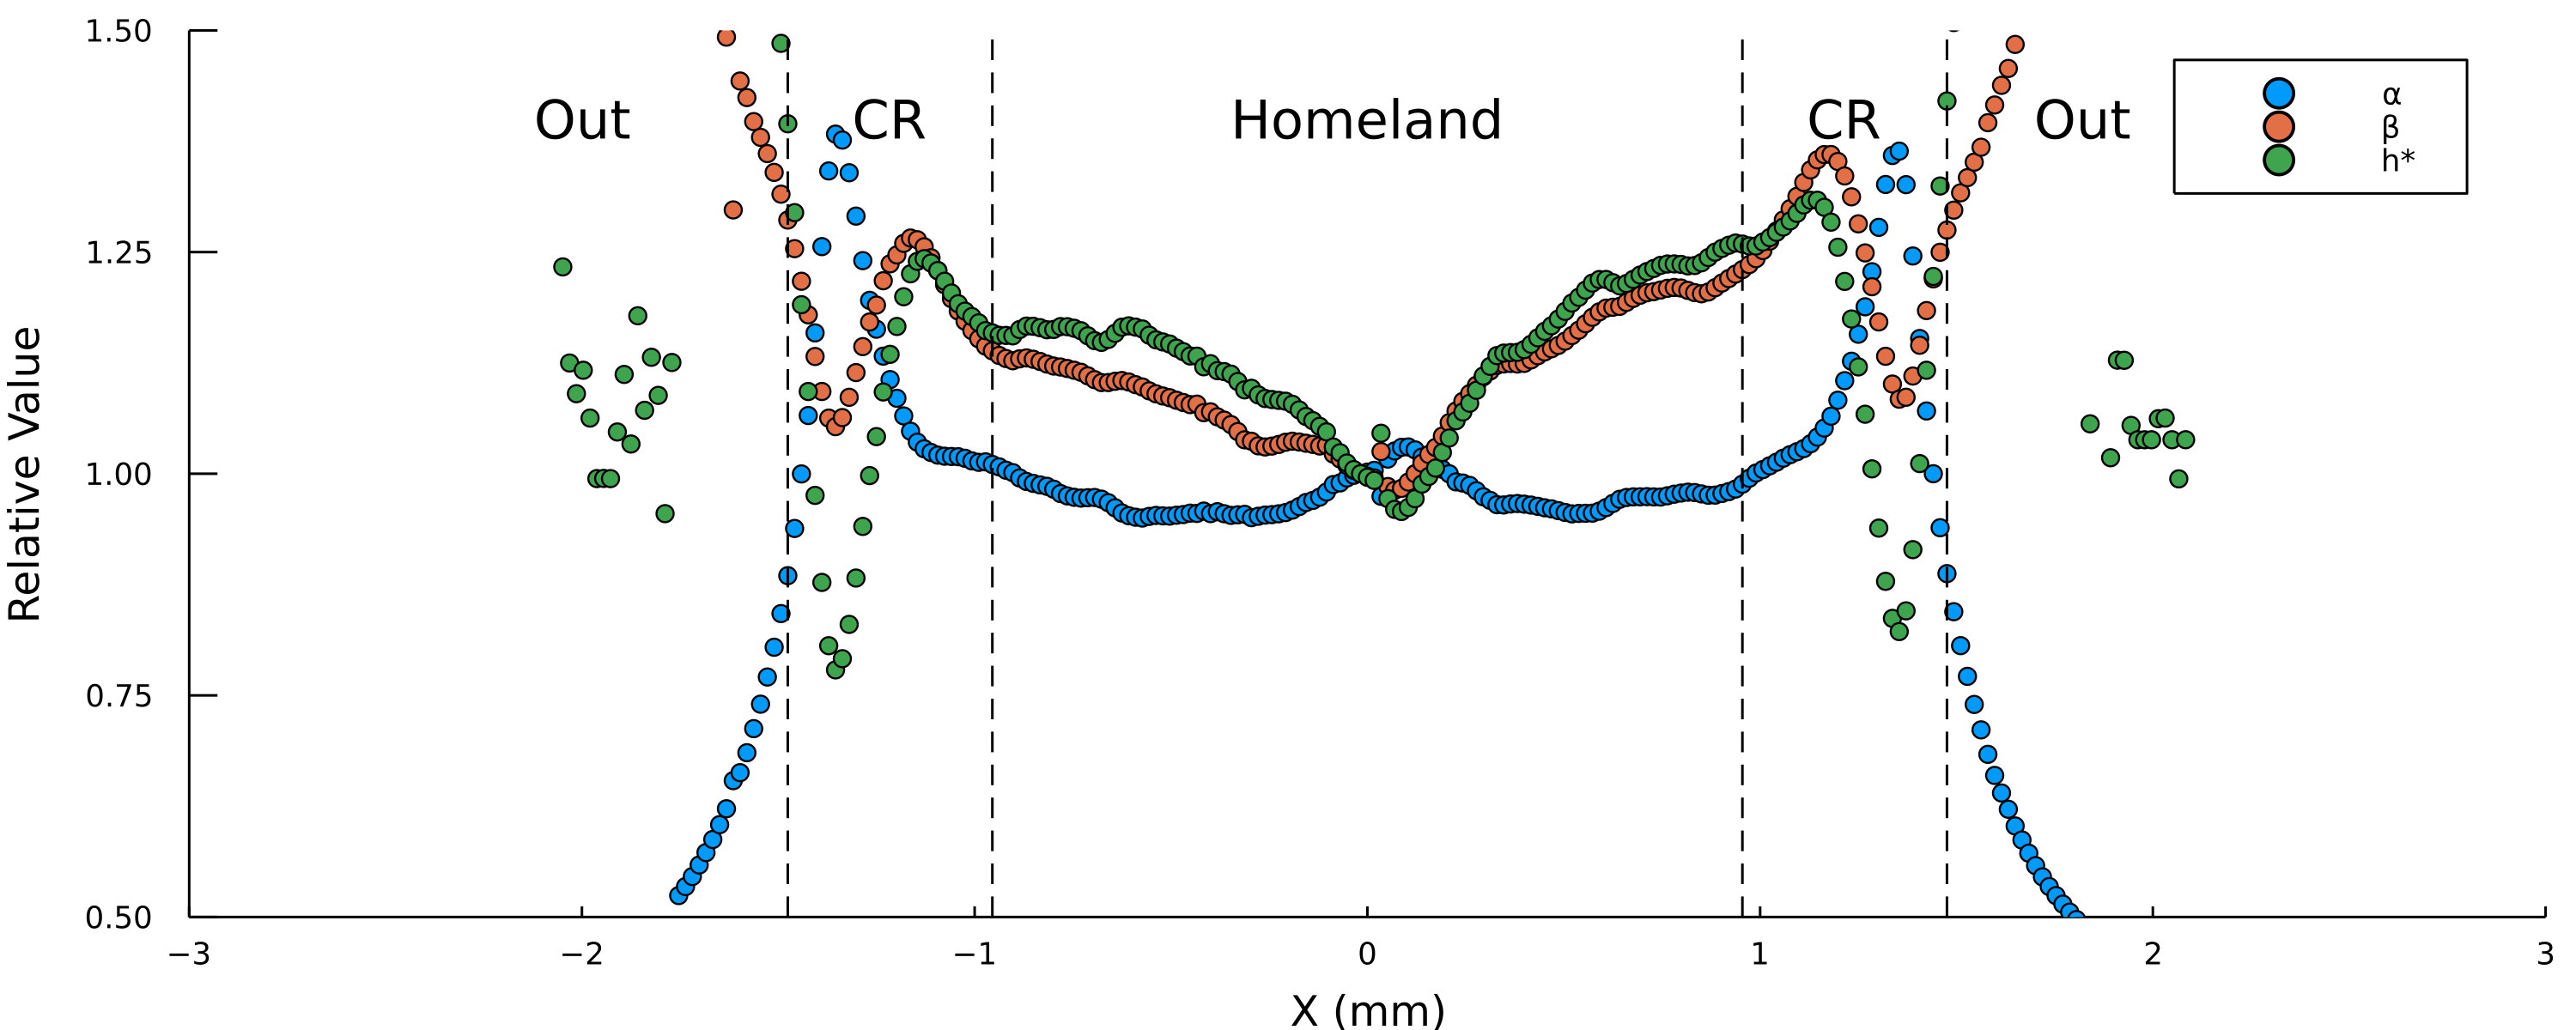 1.50
1.25
1.00
0.75
0.50
Relative Value
Out
CR
Homeland
CR
Out
α
β
h*
−3
−2
−1
0
1
2
3
X (mm)